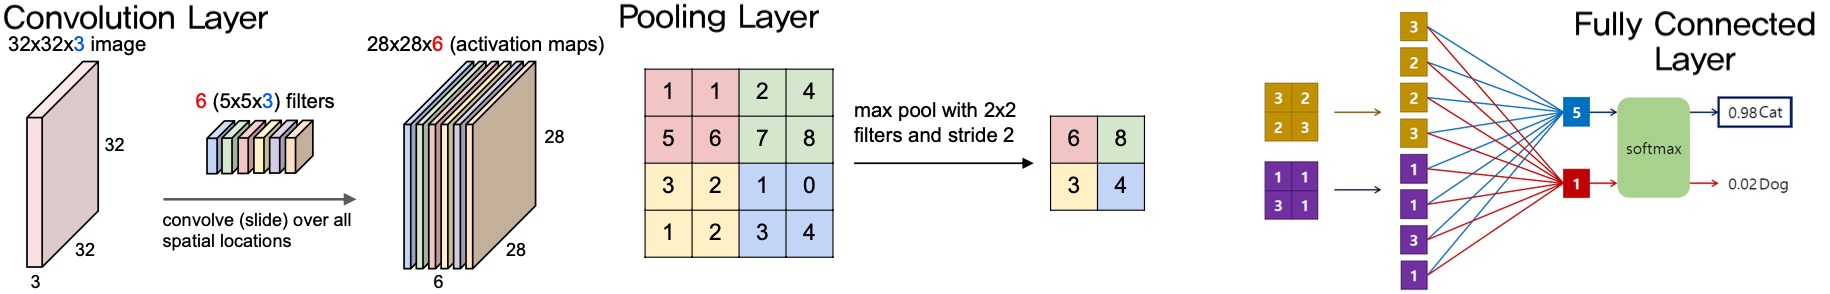 Convolution Layer
32x32x3 image
6 (5x5x3) filters
32
32
3
convolve (slide) over all
spatial locations
28x28x6 (activation maps)
28
28
6
Pooling Layer
1 1 2 4
5 6 7 8
3 2 1 0
1 2 3 4
max pool with 2x2
filters and stride 2
6 8
3 4
Fully Connected
Layer
3 2
2 3
1 1
3 1
3
2
2
3
1
1
3
1
5
1
softmax
0.98 Cat
0.02 Dog